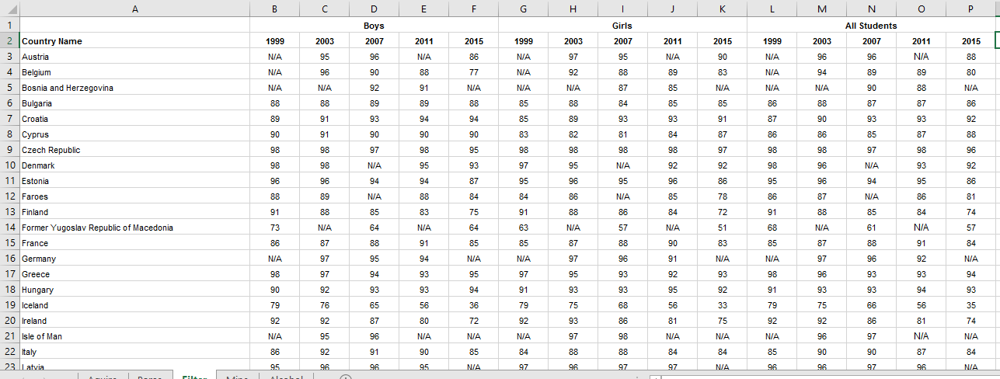 A B C D E F G H I J K L M N O P
1 Boys Girls All Students
2 Country Name 1999 2003 2007 2011 2015 1999 2003 2007 2011 2015 1999 2003 2007 2011 2015
3 Austria N/A 95 96 N/A 86 N/A 97 95 N/A 90 N/A 96 96 N/A 88
4 Belgium N/A 96 90 88 77 N/A 92 88 89 83 N/A 94 89 89 80
5 Bosnia and Herzegovina N/A N/A 92 91 N/A N/A N/A 87 85 N/A N/A N/A 90 88 N/A
6 Bulgaria 88 88 89 89 88 85 88 84 85 85 86 88 87 87 86
7 Croatia 89 91 93 94 94 85 89 93 93 91 87 90 93 93 92
8 Cyprus 90 91 90 90 90 83 82 81 84 87 86 86 85 87 88
9 Czech Republic 98 98 97 98 95 98 98 98 98 97 98 98 97 98 96
10 Denmark 98 98 N/A 95 93 97 95 N/A 92 92 98 96 N/A 93 92
11 Estonia 96 96 94 94 87 95 96 95 96 86 95 96 94 95 86
12 Faroes 88 89 N/A 88 84 84 86 N/A 85 78 86 87 N/A 86 81
13 Finland 91 88 85 83 75 91 88 86 84 72 91 88 85 84 74
14 Former Yugoslav Republic of Macedonia 73 N/A 64 N/A 64 63 N/A 57 N/A 51 68 N/A 61 N/A 57
15 France 86 87 88 91 85 85 87 88 90 83 85 87 88 91 84
16 Germany N/A 97 95 94 N/A N/A 97 96 91 N/A N/A 97 96 92 N/A
17 Greece 98 97 94 93 95 97 95 93 92 93 98 96 93 93 94
18 Hungary 90 92 93 93 94 91 93 93 95 92 91 93 93 94 93
19 Iceland 79 76 65 56 36 79 75 68 56 33 79 75 66 56 35
20 Ireland 92 92 87 80 72 92 93 86 81 75 92 92 86 81 74
21 Isle of Man N/A 95 96 N/A N/A N/A 97 98 N/A N/A N/A 96 97 N/A N/A
22 Italy 86 92 91 90 85 84 88 88 84 84 85 90 90 87 84
23 Latvia 95 96 96 95 N/A 97 96 97 97 N/A 96 96 97 96 N/A
Filter